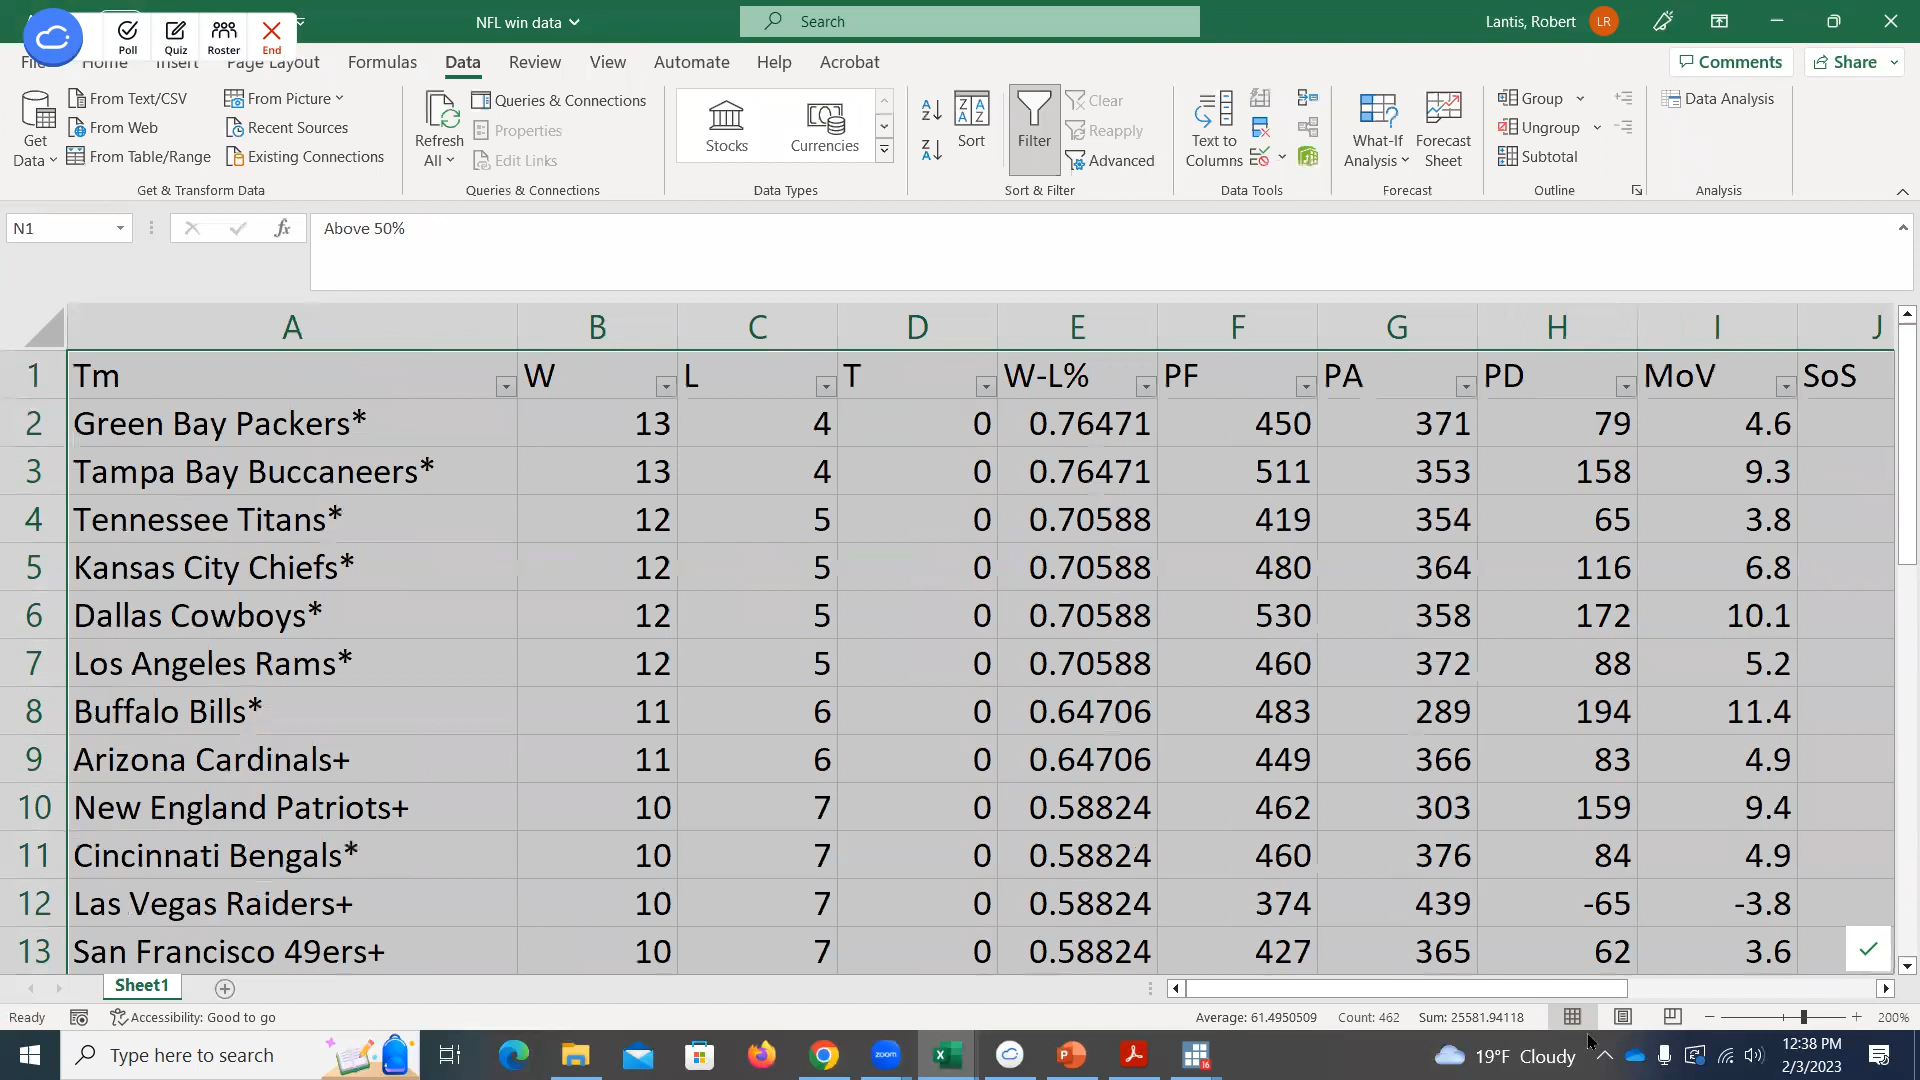 NFL win data
Search
Lantis, Robert LR
Poll Quiz Roster End
File Home Insert Page Layout Formulas Data Review View Automate Help Acrobat
Comments Share
Get Data
From Text/CSV
From Web
From Table/Range
From Picture
Recent Sources
Existing Connections
Get & Transform Data
Refresh All
Queries & Connections
Properties
Edit Links
Queries & Connections
Stocks Currencies
Data Types
Sort Filter
Clear
Reapply
Advanced
Sort & Filter
Text to Columns
Data Tools
What-If Analysis
Forecast Sheet
Forecast
Group
Ungroup
Subtotal
Outline
Data Analysis
Analysis
N1 fx Above 50%
A B C D E F G H I J
1 Tm W L T W-L% PF PA PD MoV SoS
2 Green Bay Packers* 13 4 0 0.76471 450 371 79 4.6
3 Tampa Bay Buccaneers* 13 4 0 0.76471 511 353 158 9.3
4 Tennessee Titans* 12 5 0 0.70588 419 354 65 3.8
5 Kansas City Chiefs* 12 5 0 0.70588 480 364 116 6.8
6 Dallas Cowboys* 12 5 0 0.70588 530 358 172 10.1
7 Los Angeles Rams* 12 5 0 0.70588 460 372 88 5.2
8 Buffalo Bills* 11 6 0 0.64706 483 289 194 11.4
9 Arizona Cardinals+ 11 6 0 0.64706 449 366 83 4.9
10 New England Patriots+ 10 7 0 0.58824 462 303 159 9.4
11 Cincinnati Bengals* 10 7 0 0.58824 460 376 84 4.9
12 Las Vegas Raiders+ 10 7 0 0.58824 374 439 -65 -3.8
13 San Francisco 49ers+ 10 7 0 0.58824 427 365 62 3.6
Sheet1
Ready Accessibility: Good to go Average: 61.4950509 Count: 462 Sum: 25581.94118 200%
Type here to search
zoom
19°F Cloudy
12:38 PM
2/3/2023